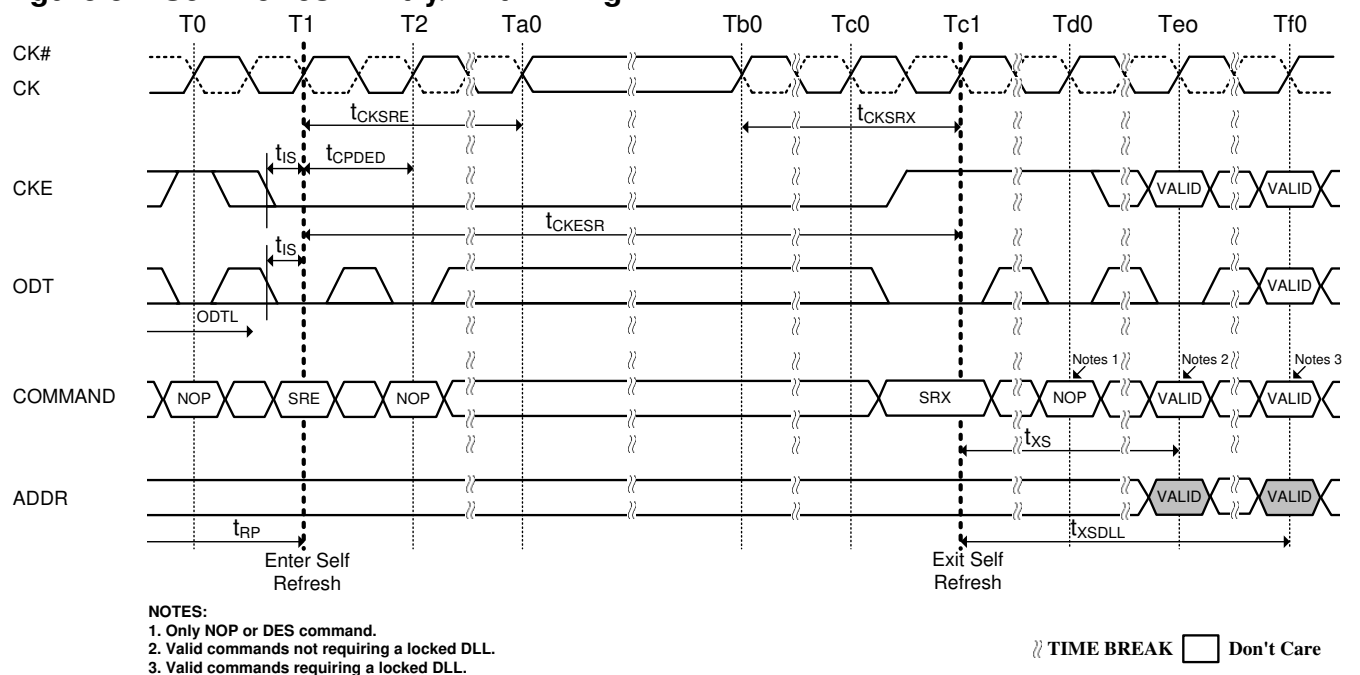 T0 T1 T2 Ta0 Tb0 Tc0 Tc1 Td0 Teo Tf0
CK#
CK
tCKSRE tCKSRX
tIS tCPDED
CKE VALID VALID
tCKESR
tIS
ODT VALID
ODTL
Notes 1 Notes 2 Notes 3
COMMAND NOP SRE NOP SRX NOP VALID VALID
tXS
ADDR VALID VALID
tRP tXSDLL
Enter Self Exit Self
Refresh Refresh
NOTES:
1. Only NOP or DES command.
2. Valid commands not requiring a locked DLL. TIME BREAK Don't Care
3. Valid commands requiring a locked DLL.